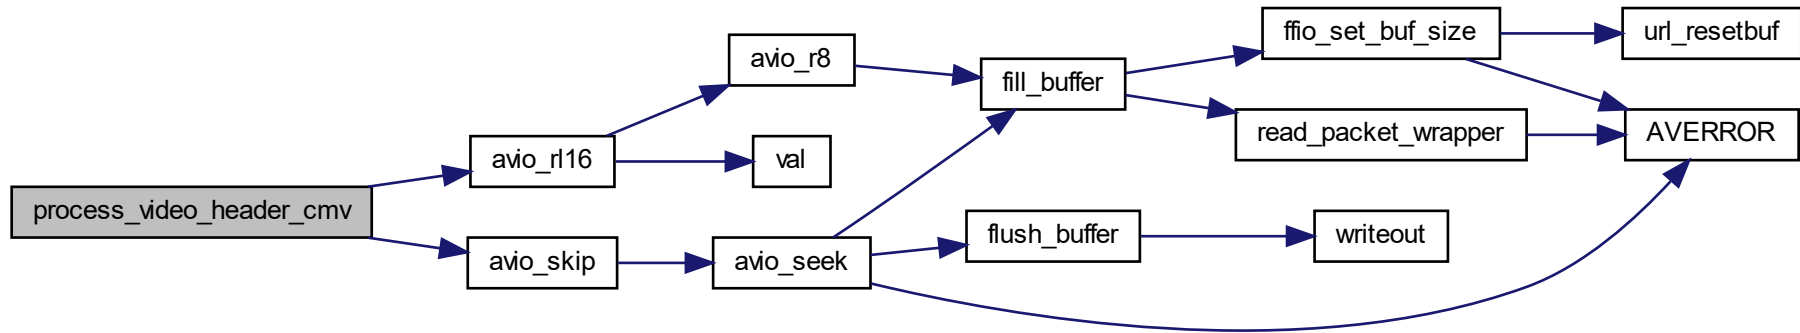 process_video_header_cmv
avio_rl16
avio_skip
avio_r8
val
avio_seek
fill_buffer
flush_buffer
ffio_set_buf_size
read_packet_wrapper
writeout
url_resetbuf
AVERROR